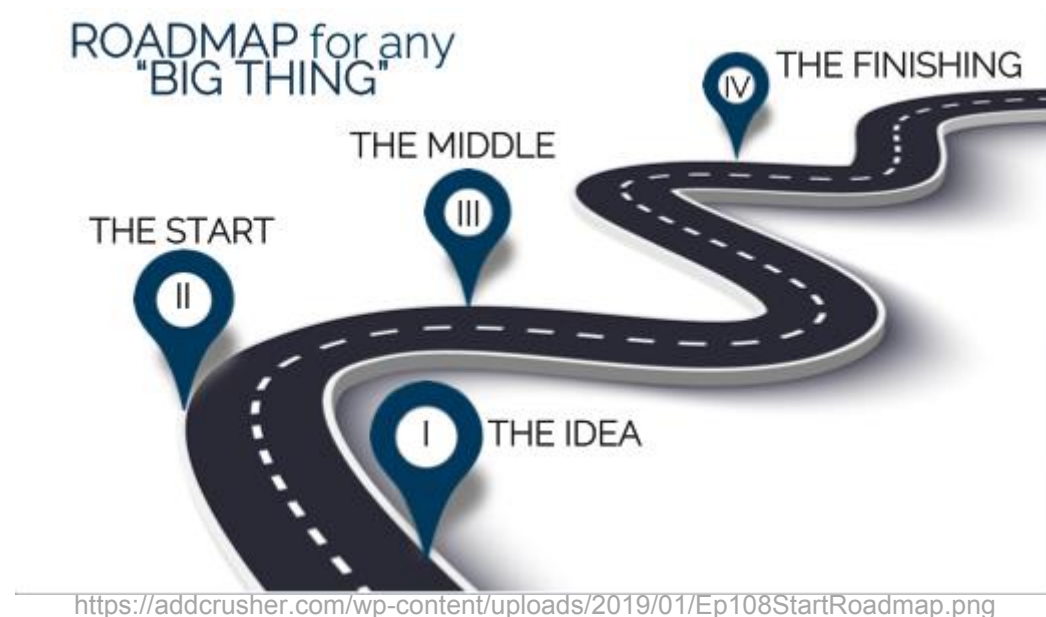 ROADMAP for any
"BIG THING"
IV
THE FINISHING
THE MIDDLE
III
THE START
II
I
THE IDEA
https://addcrusher.com/wp-content/uploads/2019/01/Ep108StartRoadmap.png